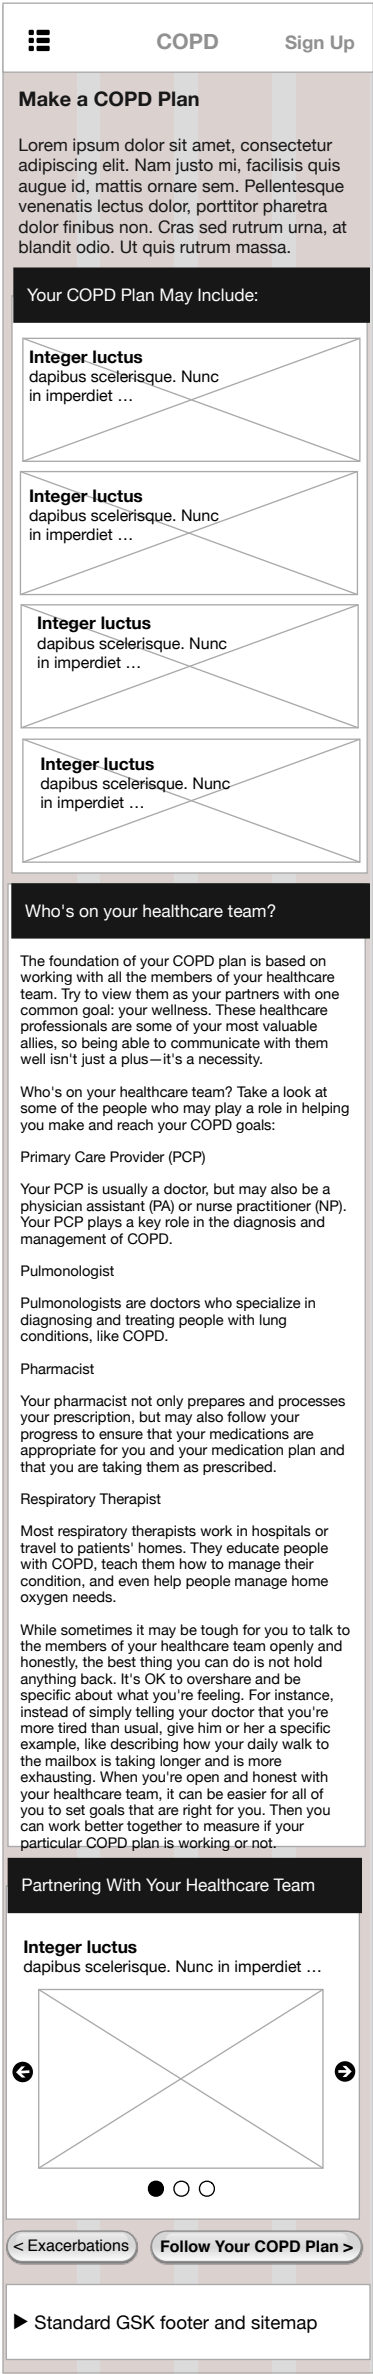 COPD
Sign Up
Make a COPD Plan
Lorem ipsum dolor sit amet, consectetur
adipiscing elit. Nam justo mi, facilisis quis
augue id, mattis ornare sem. Pellentesque
venenatis lectus dolor, porttitor pharetra
dolor finibus non. Cras sed rutrum urna, at
blandit odio. Ut quis rutrum massa.
Your COPD Plan May Include:
Integer luctus
dapibus scelerisque. Nunc
in imperdiet …
Integer luctus
dapibus scelerisque. Nunc
in imperdiet …
Integer luctus
dapibus scelerisque. Nunc
in imperdiet …
Integer luctus
dapibus scelerisque. Nunc
in imperdiet …
Who's on your healthcare team?
The foundation of your COPD plan is based on
working with all the members of your healthcare
team. Try to view them as your partners with one
common goal: your wellness. These healthcare
professionals are some of your most valuable
allies, so being able to communicate with them
well isn't just a plus—it's a necessity.
Who's on your healthcare team? Take a look at
some of the people who may play a role in helping
you make and reach your COPD goals:
Primary Care Provider (PCP)
Your PCP is usually a doctor, but may also be a
physician assistant (PA) or nurse practitioner (NP).
Your PCP plays a key role in the diagnosis and
management of COPD.
Pulmonologist
Pulmonologists are doctors who specialize in
diagnosing and treating people with lung
conditions, like COPD.
Pharmacist
Your pharmacist not only prepares and processes
your prescription, but may also follow your
progress to ensure that your medications are
appropriate for you and your medication plan and
that you are taking them as prescribed.
Respiratory Therapist
Most respiratory therapists work in hospitals or
travel to patients' homes. They educate people
with COPD, teach them how to manage their
condition, and even help people manage home
oxygen needs.
While sometimes it may be tough for you to talk to
the members of your healthcare team openly and
honestly, the best thing you can do is not hold
anything back. It's OK to overshare and be
specific about what you're feeling. For instance,
instead of simply telling your doctor that you're
more tired than usual, give him or her a specific
example, like describing how your daily walk to
the mailbox is taking longer and is more
exhausting. When you're open and honest with
your healthcare team, it can be easier for all of
you to set goals that are right for you. Then you
can work better together to measure if your
particular COPD plan is working or not.
Partnering With Your Healthcare Team
Integer luctus
dapibus scelerisque. Nunc in imperdiet …
< Exacerbations
Follow Your COPD Plan >
Standard GSK footer and sitemap